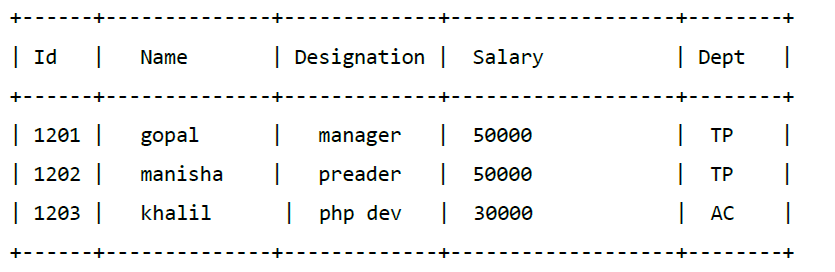 +------+--------------+-------------+-------------------+--------+
| Id   |   Name       | Designation |  Salary           | Dept   |
+------+--------------+-------------+-------------------+--------+
| 1201 |   gopal      |   manager   |  50000            |  TP    |
| 1202 |   manisha    |   preader   |  50000            |  TP    |
| 1203 |   khalil      |  php dev   |  30000            |  AC    |
+------+--------------+-------------+-------------------+--------+